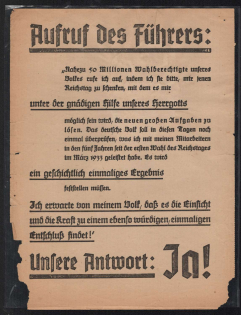 Aufruf des Führers:
„Nahezu 50 Millionen Wahlberechtigte unseres
Volkes rufe ich auf, indem ich sie bitte, mir jenen
Reichstag zu schenken, mit dem es mir
unter der gnädigen Hilfe unseres Herrgotts
möglich sein wird, die neuen großen Aufgaben zu
lösen. Das deutsche Volk soll in diesen Tagen noch
einmal überprüfen, was ich mit meinen Mitarbeitern
in den fünf Jahren seit der ersten Wahl des Reichstages
im März 1933 geleistet habe. Es wird
ein geschichtlich einmaliges Ergebnis
feststellen müssen.
Ich erwarte von meinem Volk, daß es die Einsicht
und die Kraft zu einem ebenso würdigen, einmaligen
Entschluß findet!“
Unsere Antwort: Ja!